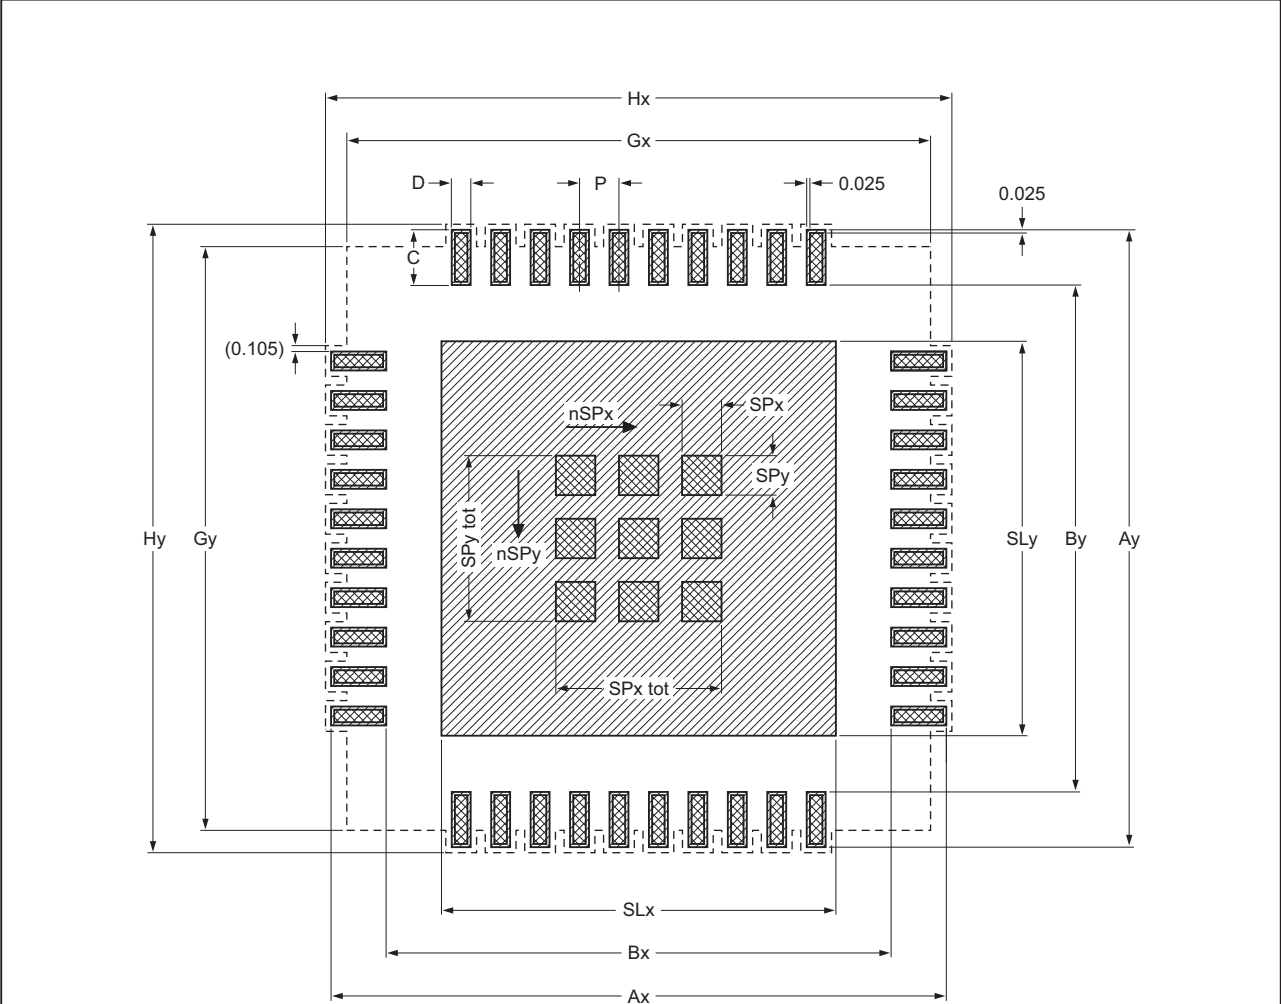 Hx
Gx
D
P
0.025
0.025
C
(0.105)
nSPx
SPx
SPy
SPy tot
nSPy
Hy
Gy
SLy
By
Ay
SPx tot
SLx
Bx
Ax